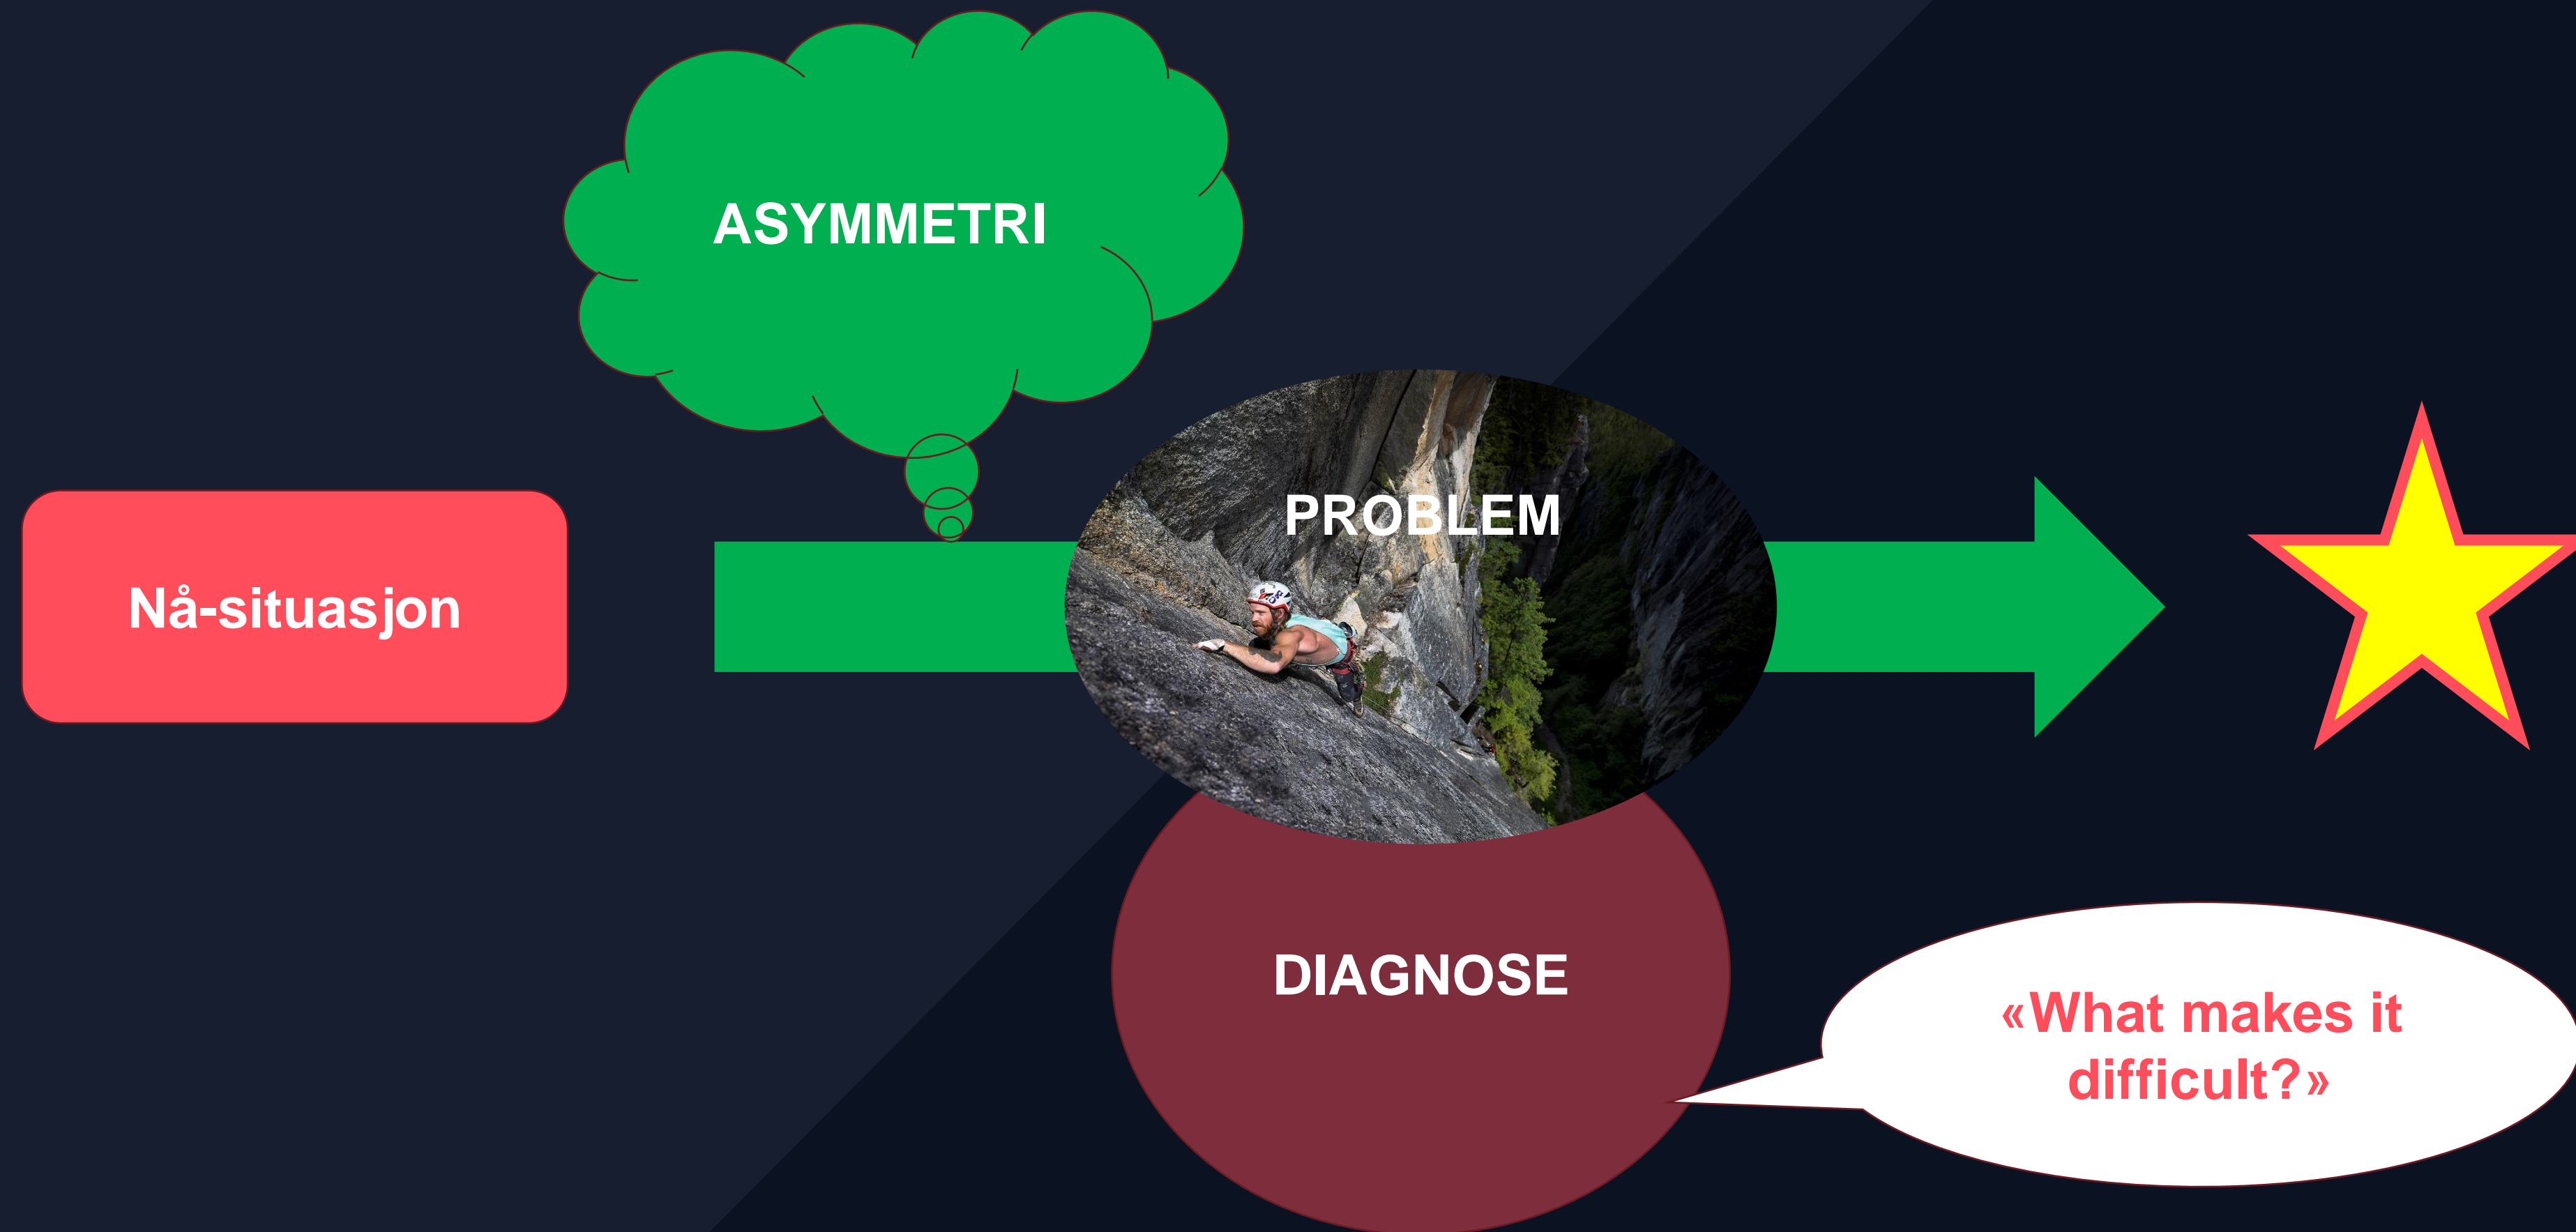 ASYMMETRI
PROBLEM
Nå-situasjon
DIAGNOSE
«What makes it
difficult?»